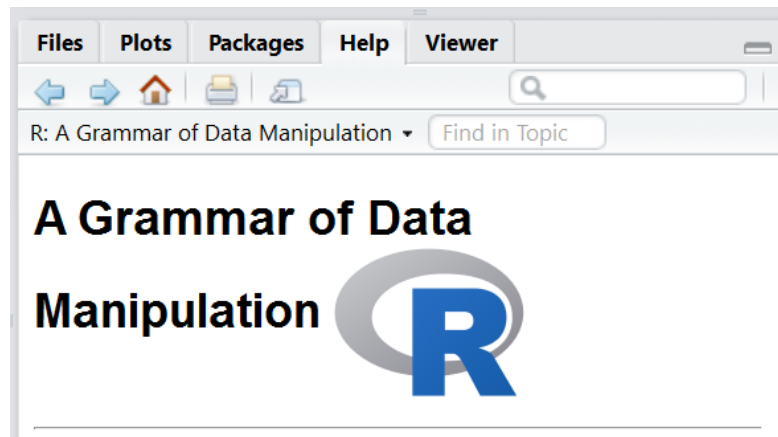 Files Plots Packages Help Viewer
R: A Grammar of Data Manipulation Find in Topic
A Grammar of Data
Manipulation R